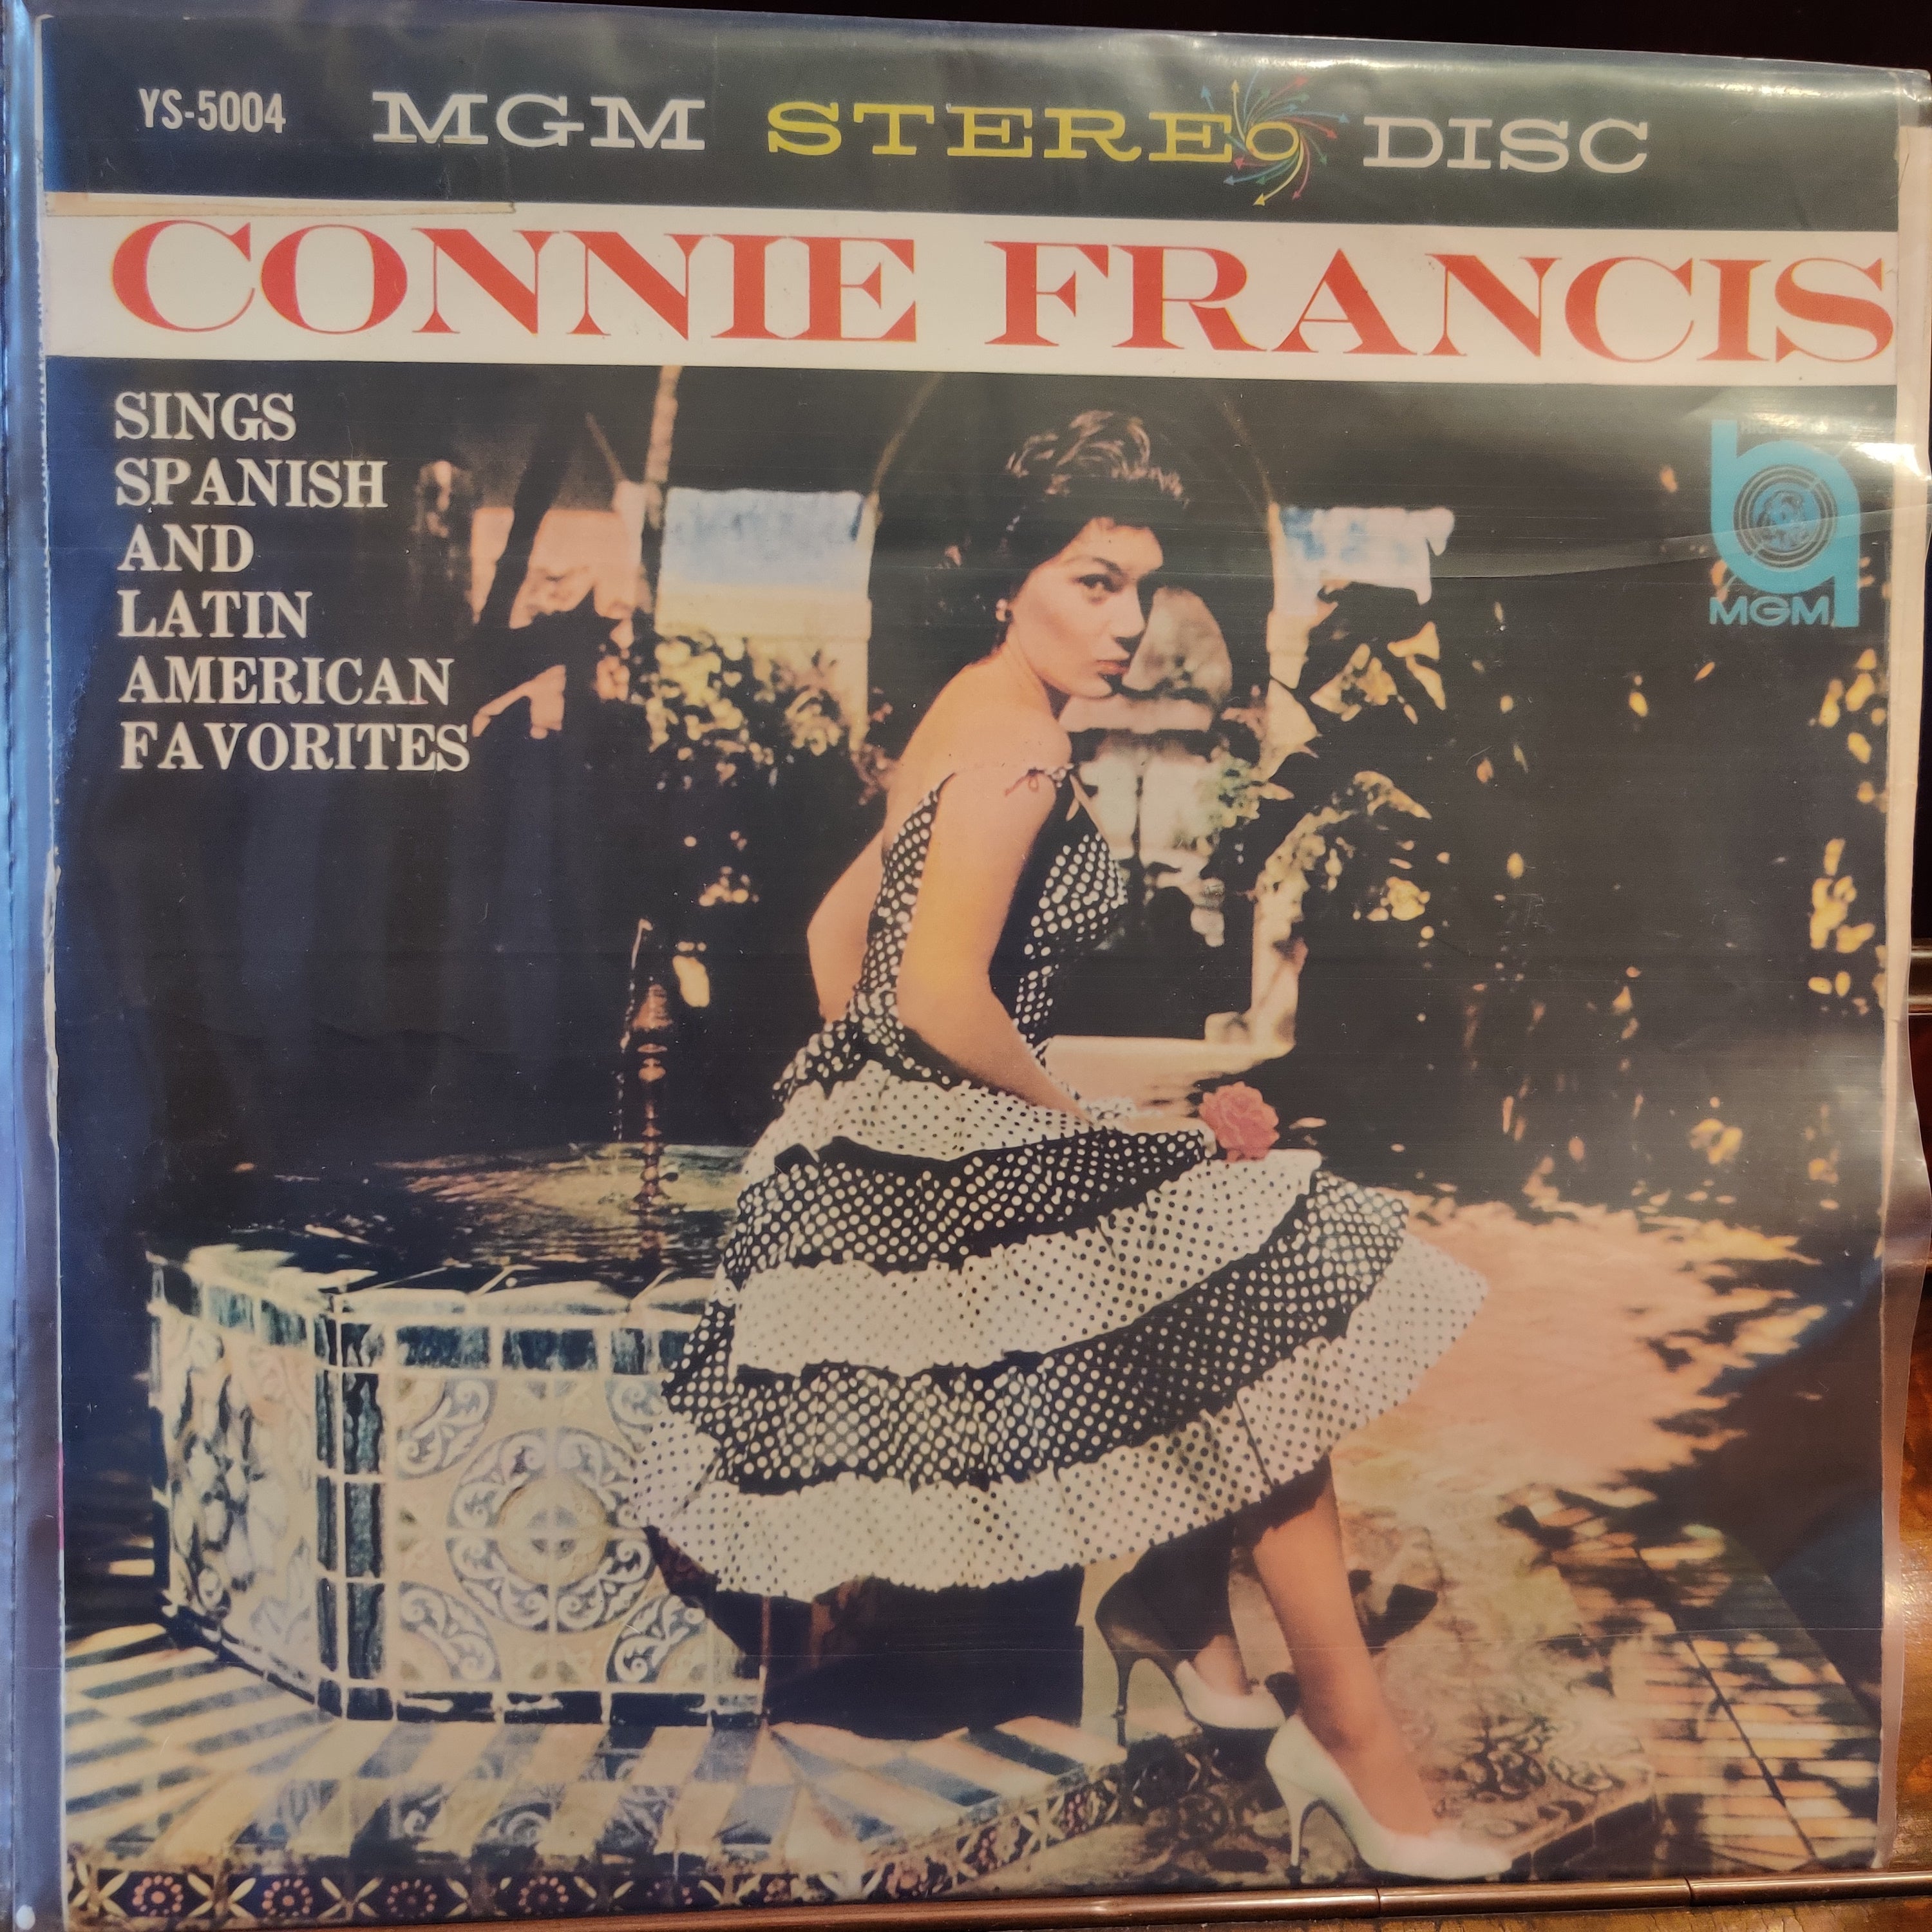 YS-5004 MGM STEREO DISC
CONNIE FRANCIS
SINGS
SPANISH
AND
LATIN
AMERICAN
FAVORITES
MGM